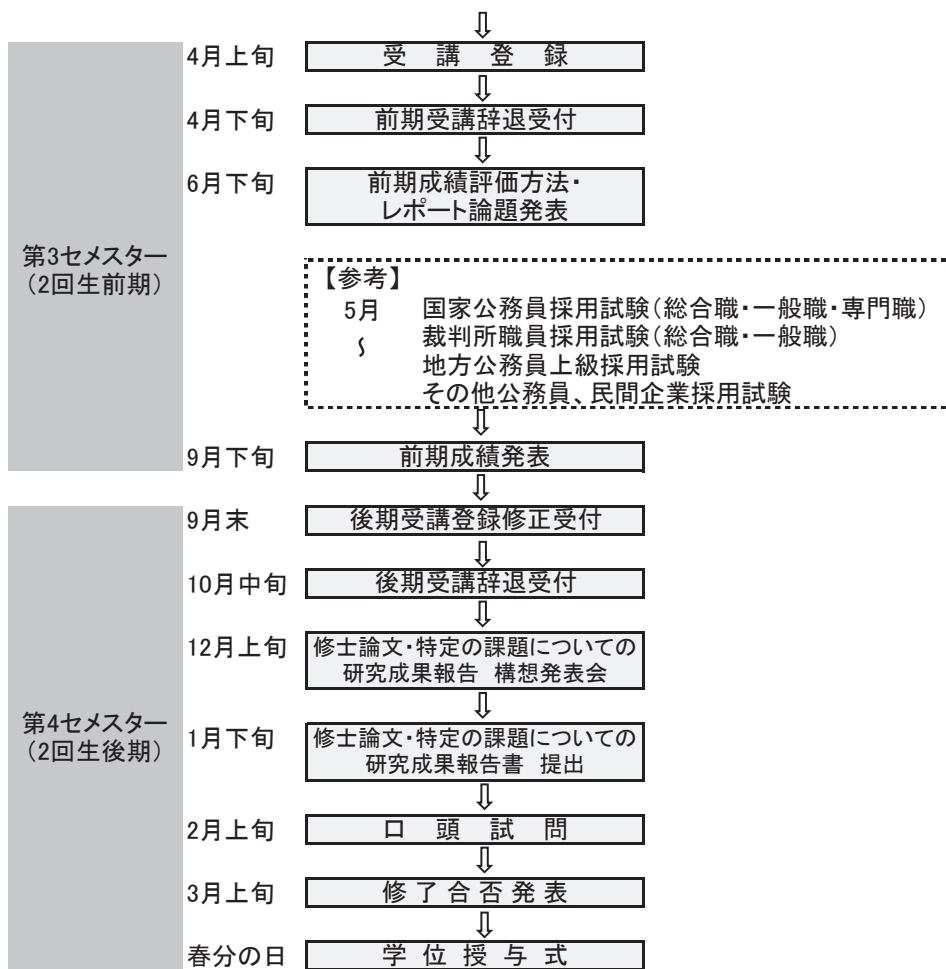 4月上旬 受 講 登 録
4月下旬 前期受講辞退受付
6月下旬 前期成績評価方法・
レポート論題発表
第3セメスター
(2回生前期)
【参考】
5月 国家公務員採用試験(総合職・一般職・専門職)
~ 裁判所職員採用試験(総合職・一般職)
地方公務員上級採用試験
その他公務員、民間企業採用試験
9月下旬 前期成績発表
9月末 後期受講登録修正受付
10月中旬 後期受講辞退受付
12月上旬 修士論文・特定の課題についての
研究成果報告 構想発表会
第4セメスター
(2回生後期)
1月下旬 修士論文・特定の課題についての
研究成果報告書 提出
2月上旬 口 頭 試 問
3月上旬 修 了 合 否 発 表
春分の日 学 位 授 与 式